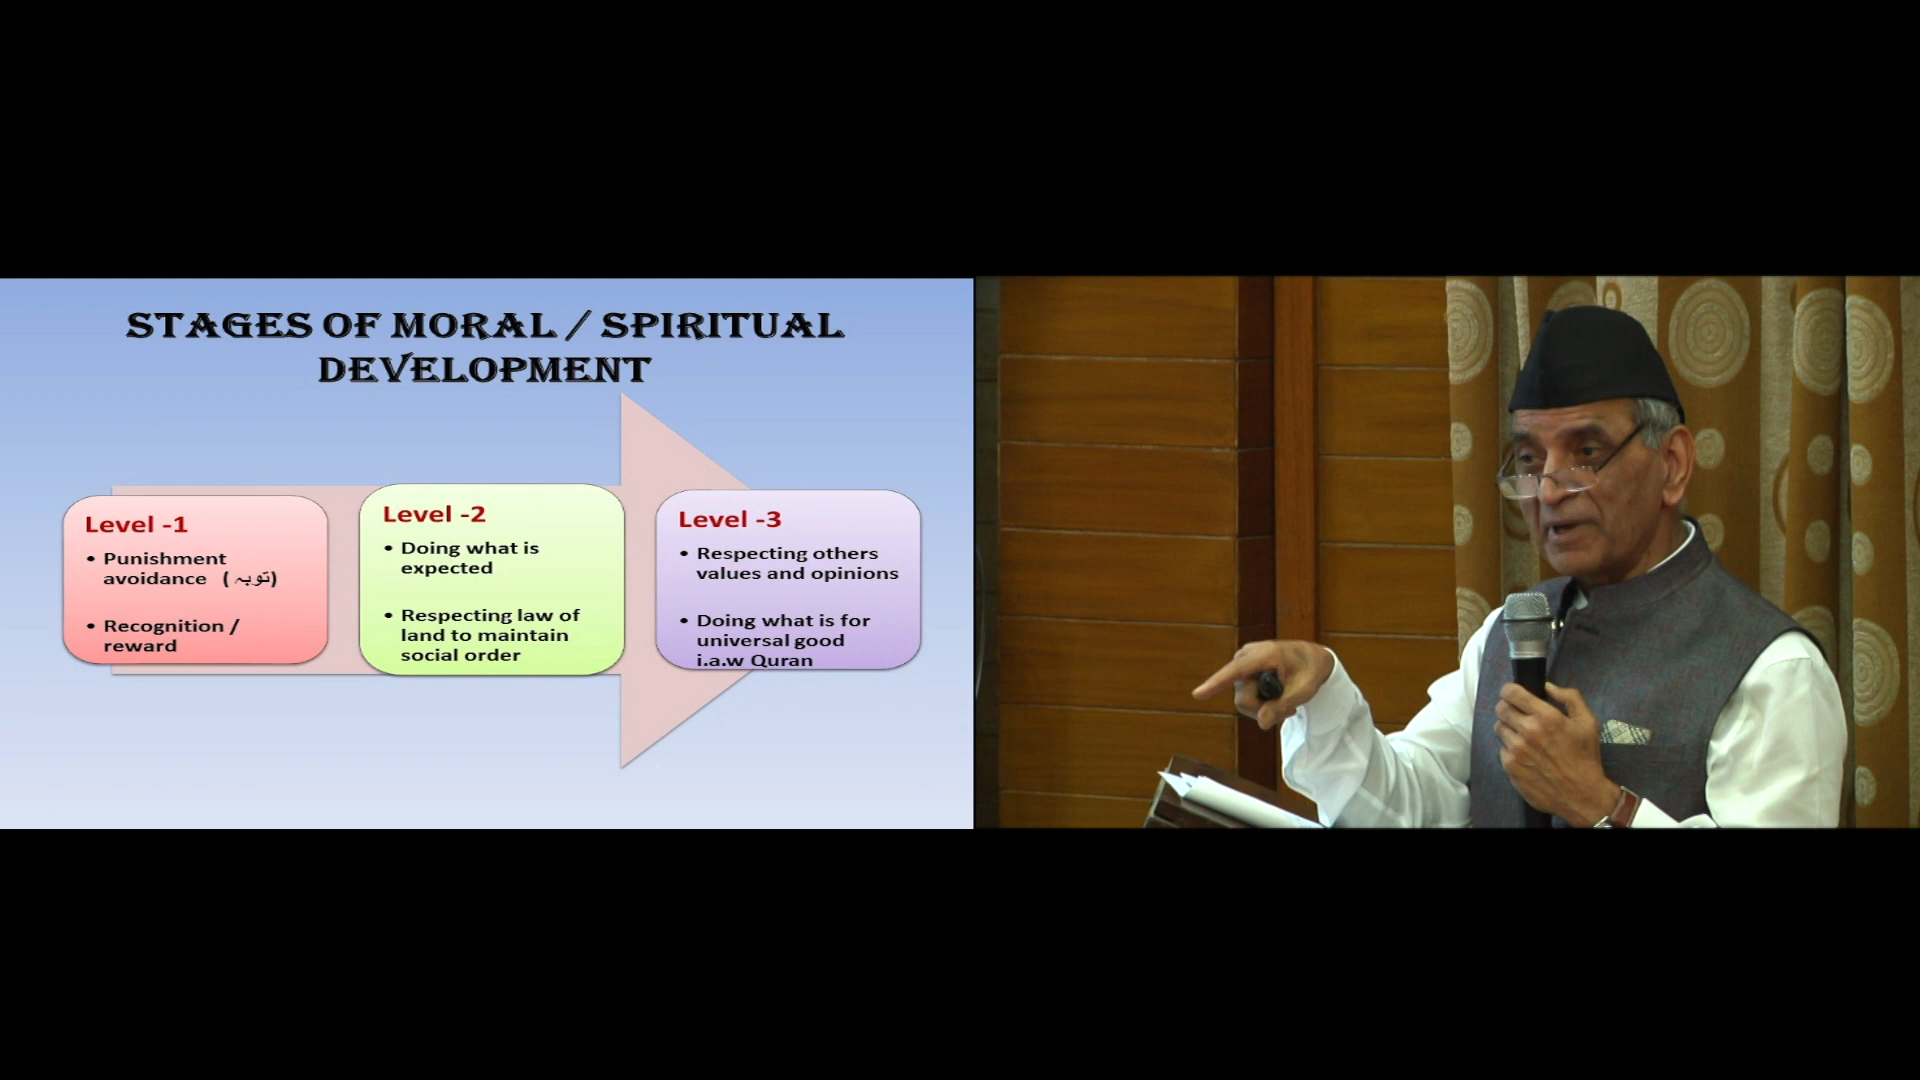 STAGES OF MORAL / SPIRITUAL
DEVELOPMENT
Level -1
• Punishment
avoidance ( توبہ)
• Recognition /
reward
Level -2
• Doing what is
expected
• Respecting law of
land to maintain
social order
Level -3
• Respecting others
values and opinions
• Doing what is for
universal good
i.a.w Quran